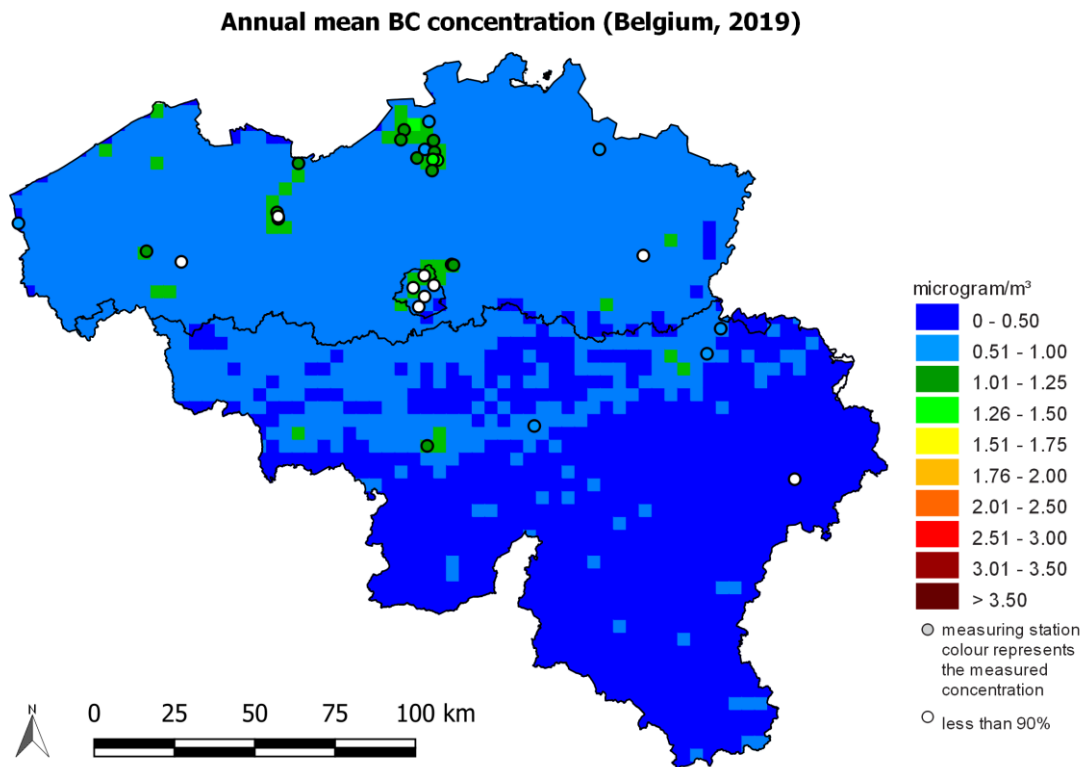 Annual mean BC concentration (Belgium, 2019)
microgram/m³
0 - 0.50
0.51 - 1.00
1.01 - 1.25
1.26 - 1.50
1.51 - 1.75
1.76 - 2.00
2.01 - 2.50
2.51 - 3.00
3.01 - 3.50
> 3.50
measuring station
colour represents
the measured
concentration
less than 90%
N
0 25 50 75 100 km